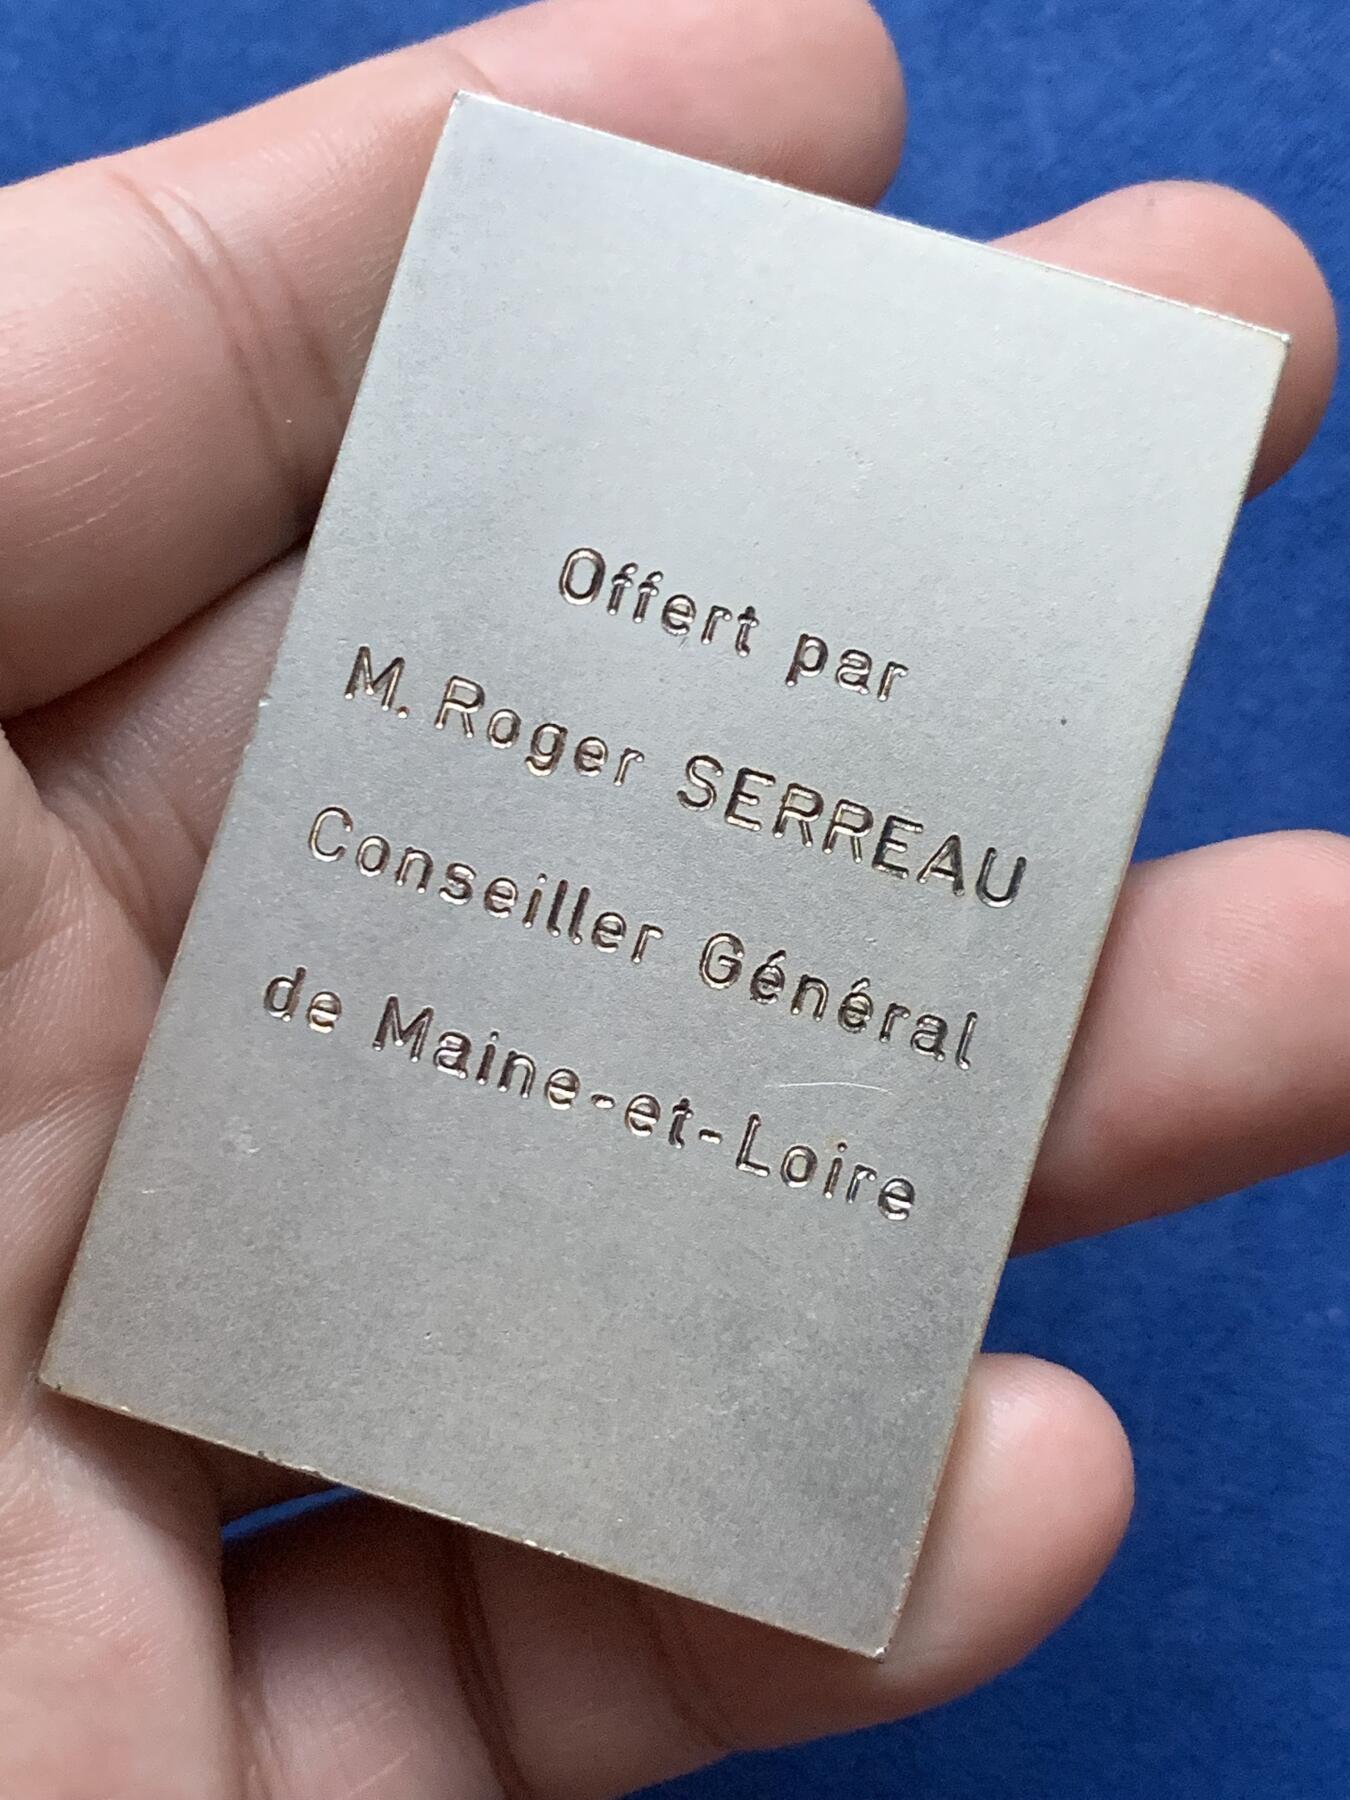 Offert par
M. Roger SERREAU
Conseiller Général
de Maine-et-Loire